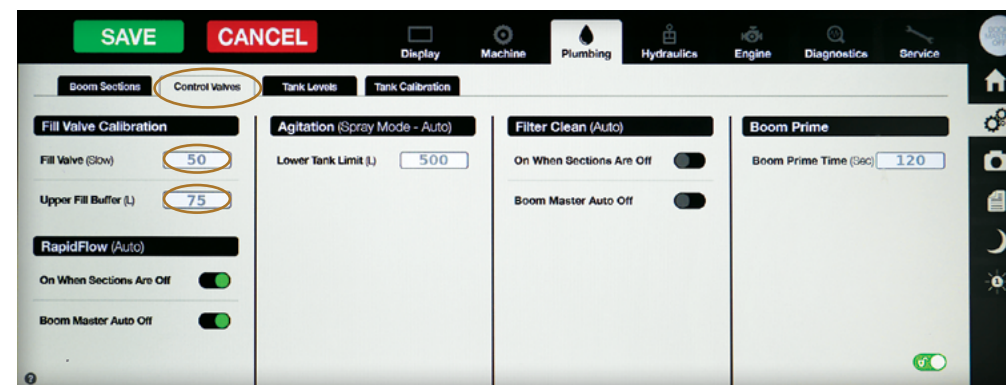 SAVE
CANCEL
Display
Machine
Plumbing
Hydraulics
Engine
Diagnostics
Service
Boom Sections
Control Valves
Tank Levels
Tank Calibration
Fill Valve Calibration
Fill Valve (Slow) 50
Upper Fill Buffer (L) 75
RapidFlow (Auto)
On When Sections Are Off
Boom Master Auto Off
Agitation (Spray Mode - Auto)
Lower Tank Limit (L) 500
Filter Clean (Auto)
On When Sections Are Off
Boom Master Auto Off
Boom Prime
Boom Prime Time (Sec) 120